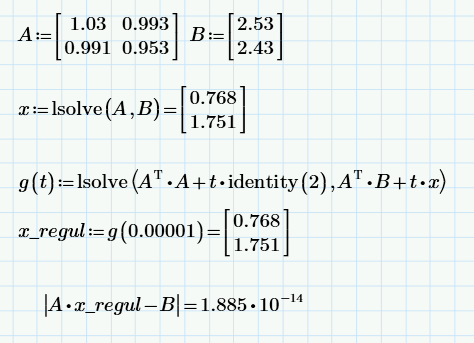 A:=[1.03 0.993; 0.991 0.953] B:=[2.53; 2.43]
x:=lsolve(A,B)=[0.768; 1.751]
g(t):=lsolve(Aᵀ•A+t•identity(2),Aᵀ•B+t•x)
x_regul:=g(0.00001)=[0.768; 1.751]
|A•x_regul−B|=1.885•10⁻¹⁴